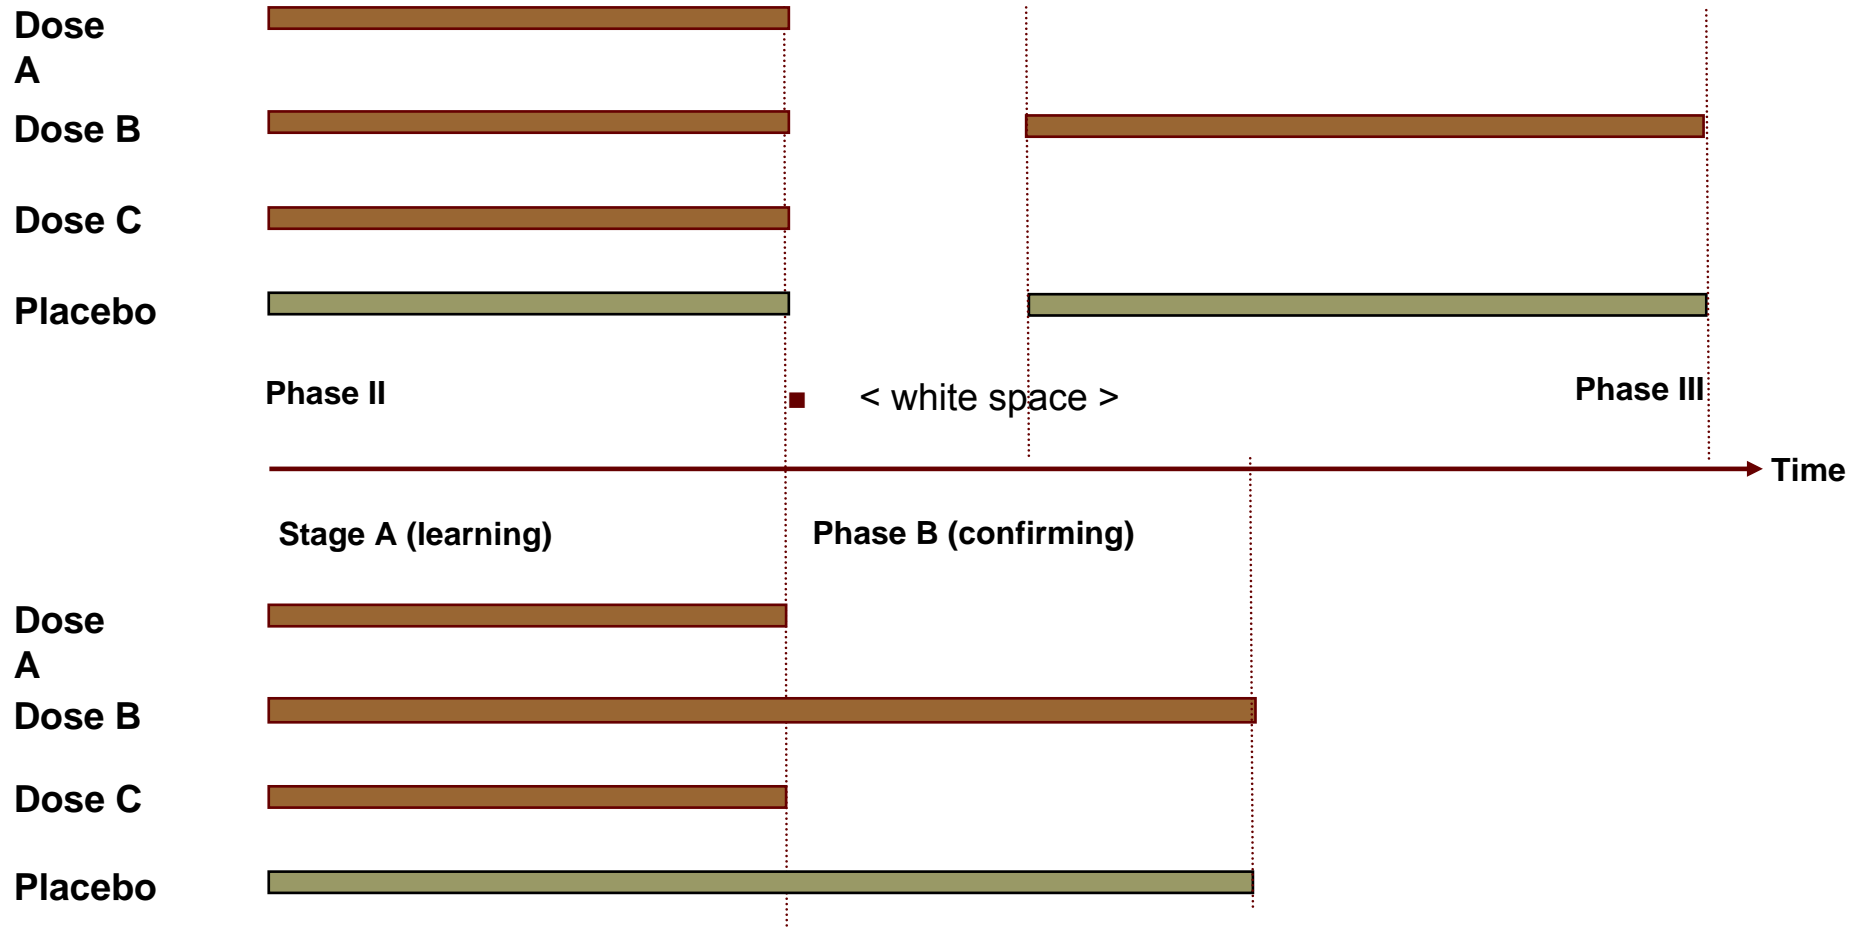 Dose
A
Dose B
Dose C
Placebo
Phase II
< white space >
Phase III
Time
Stage A (learning)
Phase B (confirming)
Dose
A
Dose B
Dose C
Placebo